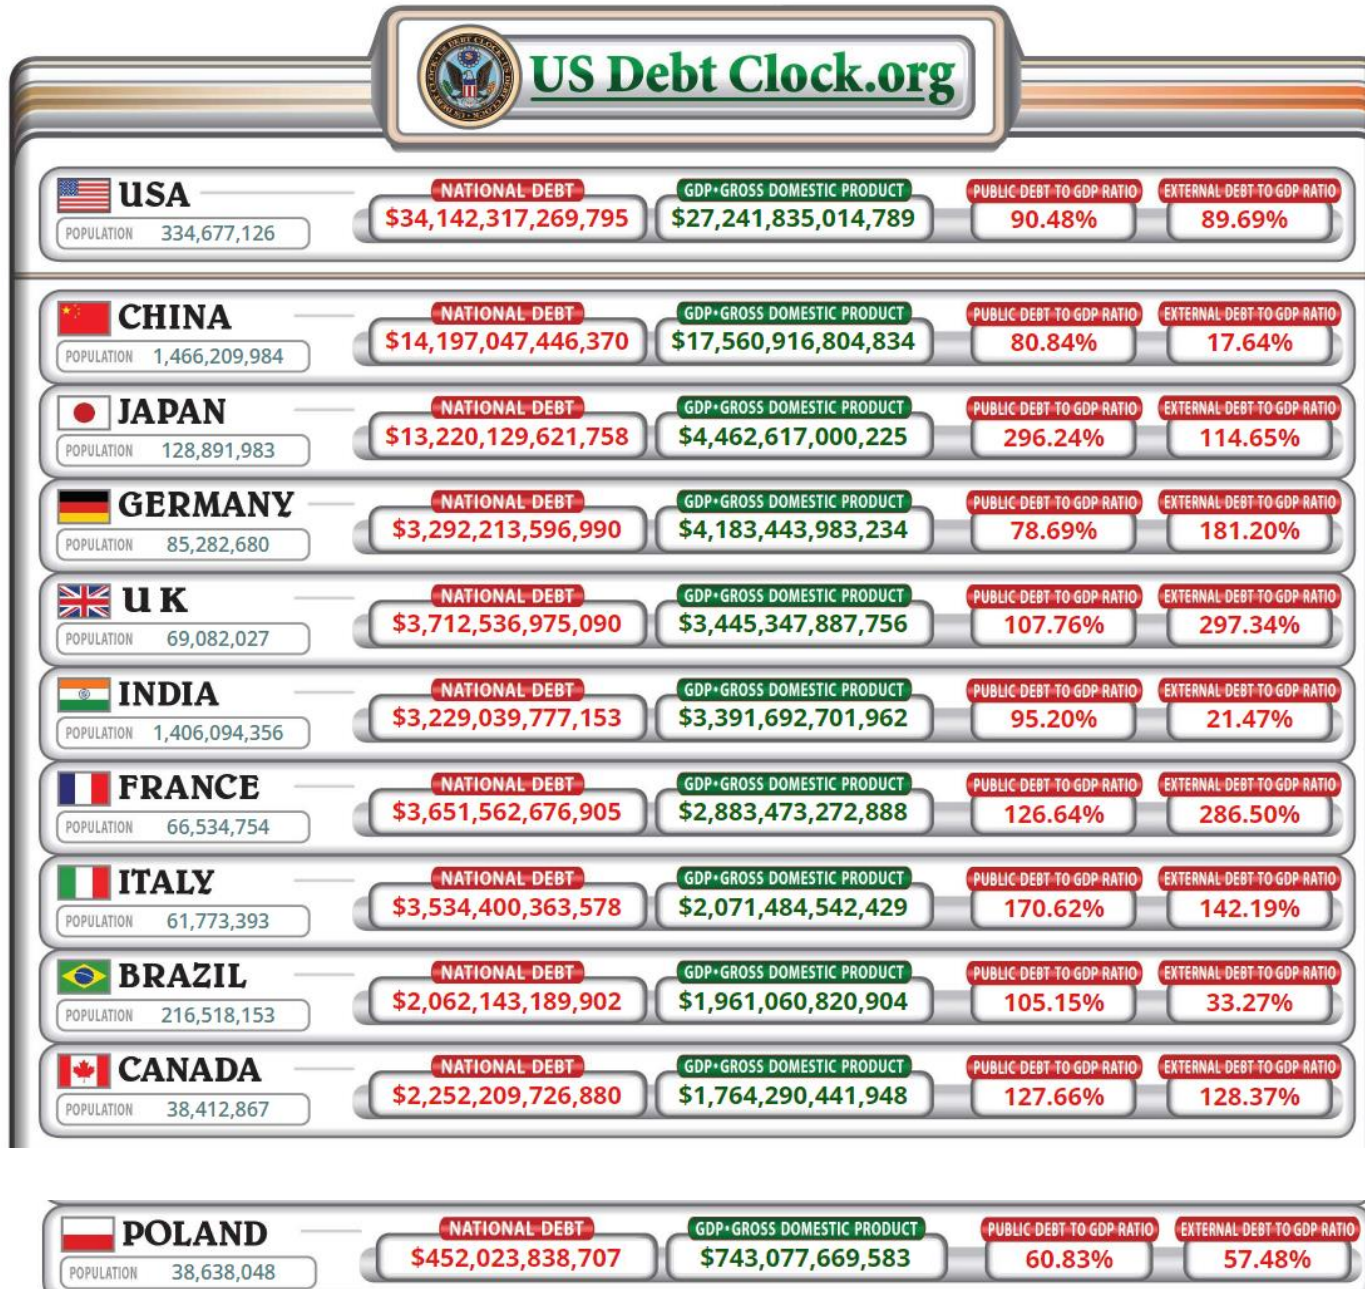 US Debt Clock.org
USA NATIONAL DEBT GDP•GROSS DOMESTIC PRODUCT PUBLIC DEBT TO GDP RATIO EXTERNAL DEBT TO GDP RATIO
POPULATION 334,677,126 $34,142,317,269,795 $27,241,835,014,789 90.48% 89.69%
CHINA NATIONAL DEBT GDP•GROSS DOMESTIC PRODUCT PUBLIC DEBT TO GDP RATIO EXTERNAL DEBT TO GDP RATIO
POPULATION 1,466,209,984 $14,197,047,446,370 $17,560,916,804,834 80.84% 17.64%
JAPAN NATIONAL DEBT GDP•GROSS DOMESTIC PRODUCT PUBLIC DEBT TO GDP RATIO EXTERNAL DEBT TO GDP RATIO
POPULATION 128,891,983 $13,220,129,621,758 $4,462,617,000,225 296.24% 114.65%
GERMANY NATIONAL DEBT GDP•GROSS DOMESTIC PRODUCT PUBLIC DEBT TO GDP RATIO EXTERNAL DEBT TO GDP RATIO
POPULATION 85,282,680 $3,292,213,596,990 $4,183,443,983,234 78.69% 181.20%
U K NATIONAL DEBT GDP•GROSS DOMESTIC PRODUCT PUBLIC DEBT TO GDP RATIO EXTERNAL DEBT TO GDP RATIO
POPULATION 69,082,027 $3,712,536,975,090 $3,445,347,887,756 107.76% 297.34%
INDIA NATIONAL DEBT GDP•GROSS DOMESTIC PRODUCT PUBLIC DEBT TO GDP RATIO EXTERNAL DEBT TO GDP RATIO
POPULATION 1,406,094,356 $3,229,039,777,153 $3,391,692,701,962 95.20% 21.47%
FRANCE NATIONAL DEBT GDP•GROSS DOMESTIC PRODUCT PUBLIC DEBT TO GDP RATIO EXTERNAL DEBT TO GDP RATIO
POPULATION 66,534,754 $3,651,562,676,905 $2,883,473,272,888 126.64% 286.50%
ITALY NATIONAL DEBT GDP•GROSS DOMESTIC PRODUCT PUBLIC DEBT TO GDP RATIO EXTERNAL DEBT TO GDP RATIO
POPULATION 61,773,393 $3,534,400,363,578 $2,071,484,542,429 170.62% 142.19%
BRAZIL NATIONAL DEBT GDP•GROSS DOMESTIC PRODUCT PUBLIC DEBT TO GDP RATIO EXTERNAL DEBT TO GDP RATIO
POPULATION 216,518,153 $2,062,143,189,902 $1,961,060,820,904 105.15% 33.27%
CANADA NATIONAL DEBT GDP•GROSS DOMESTIC PRODUCT PUBLIC DEBT TO GDP RATIO EXTERNAL DEBT TO GDP RATIO
POPULATION 38,412,867 $2,252,209,726,880 $1,764,290,441,948 127.66% 128.37%
POLAND NATIONAL DEBT GDP•GROSS DOMESTIC PRODUCT PUBLIC DEBT TO GDP RATIO EXTERNAL DEBT TO GDP RATIO
POPULATION 38,638,048 $452,023,838,707 $743,077,669,583 60.83% 57.48%